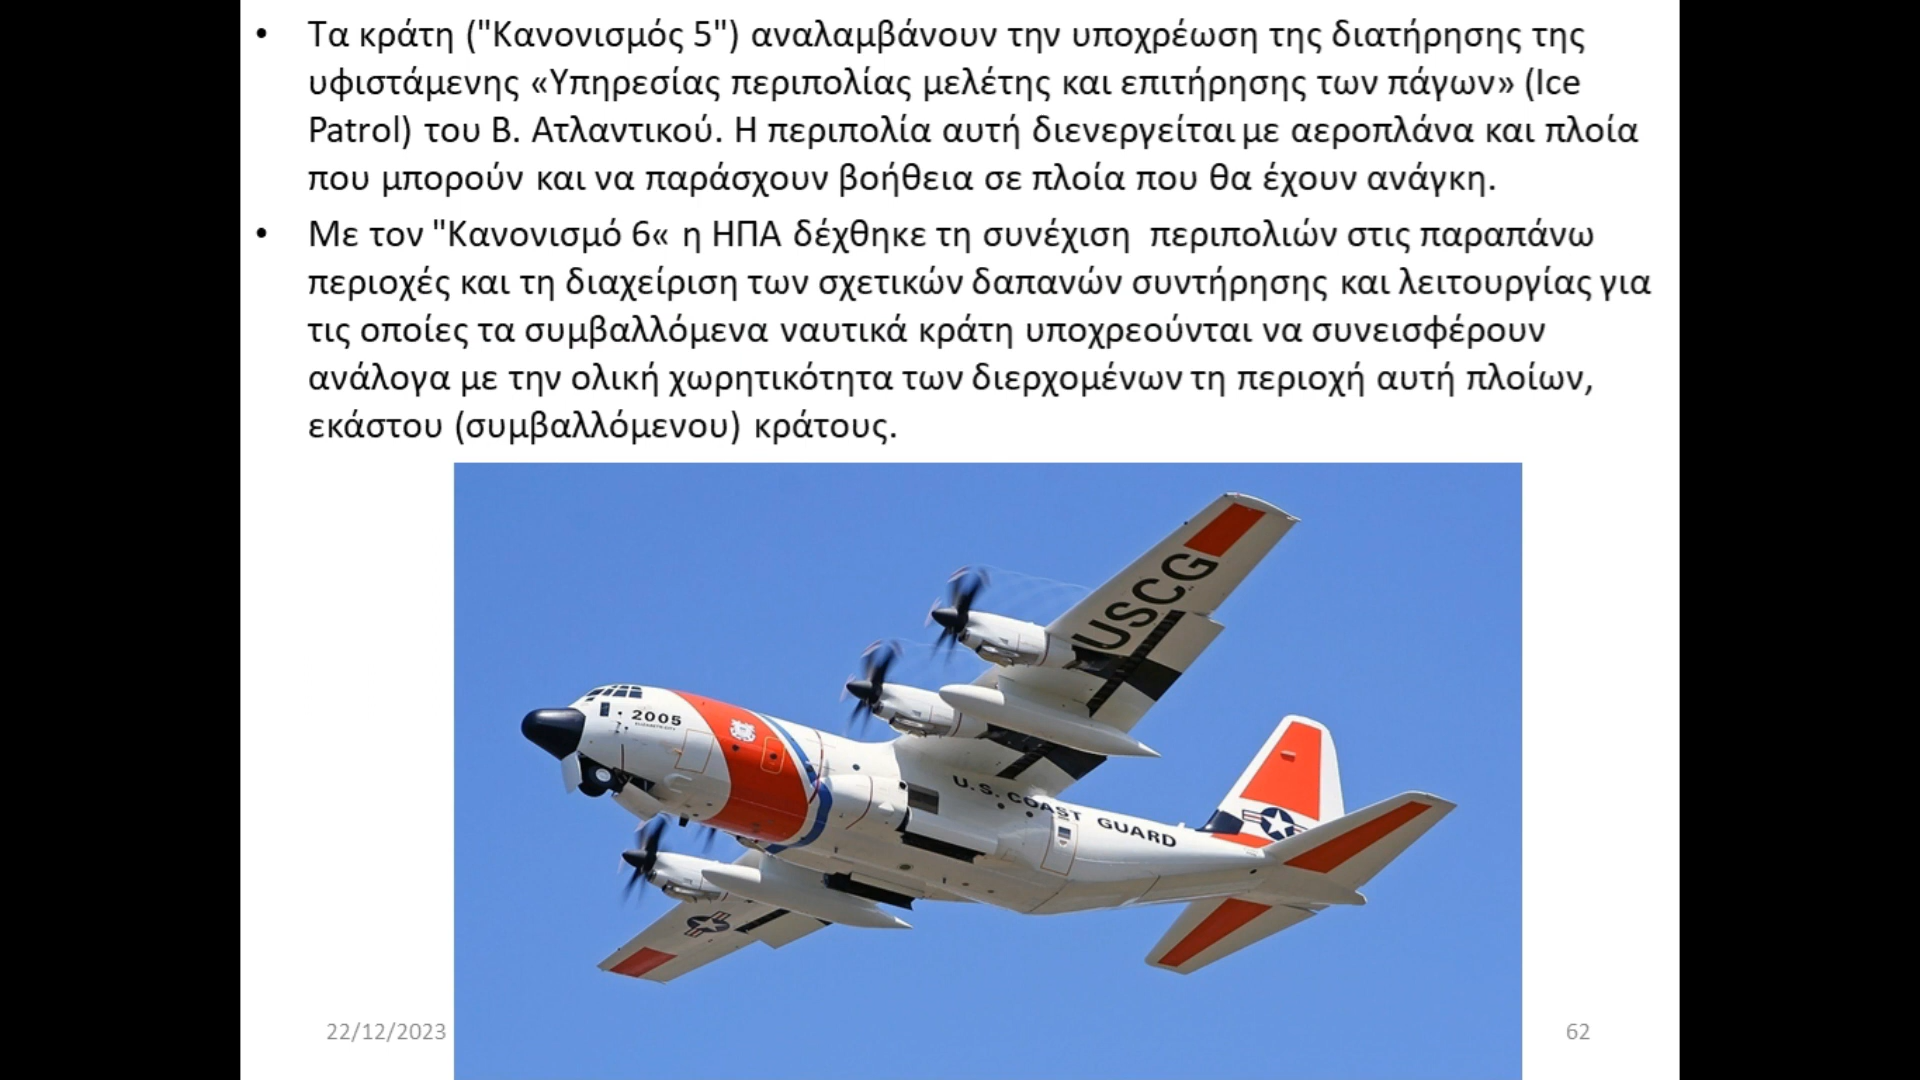 • Τα κράτη ("Κανονισμός 5") αναλαμβάνουν την υποχρέωση της διατήρησης της
υφιστάμενης «Υπηρεσίας περιπολίας μελέτης και επιτήρησης των πάγων» (Ice
Patrol) του Β. Ατλαντικού. Η περιπολία αυτή διενεργείται με αεροπλάνα και πλοία
που μπορούν και να παράσχουν βοήθεια σε πλοία που θα έχουν ανάγκη.
• Με τον "Κανονισμό 6« η ΗΠΑ δέχθηκε τη συνέχιση περιπολιών στις παραπάνω
περιοχές και τη διαχείριση των σχετικών δαπανών συντήρησης και λειτουργίας για
τις οποίες τα συμβαλλόμενα ναυτικά κράτη υποχρεούνται να συνεισφέρουν
ανάλογα με την ολική χωρητικότητα των διερχομένων τη περιοχή αυτή πλοίων,
εκάστου (συμβαλλόμενου) κράτους.
USCG
2005
ELIZABETH CITY
U.S. COAST GUARD
22/12/2023
62